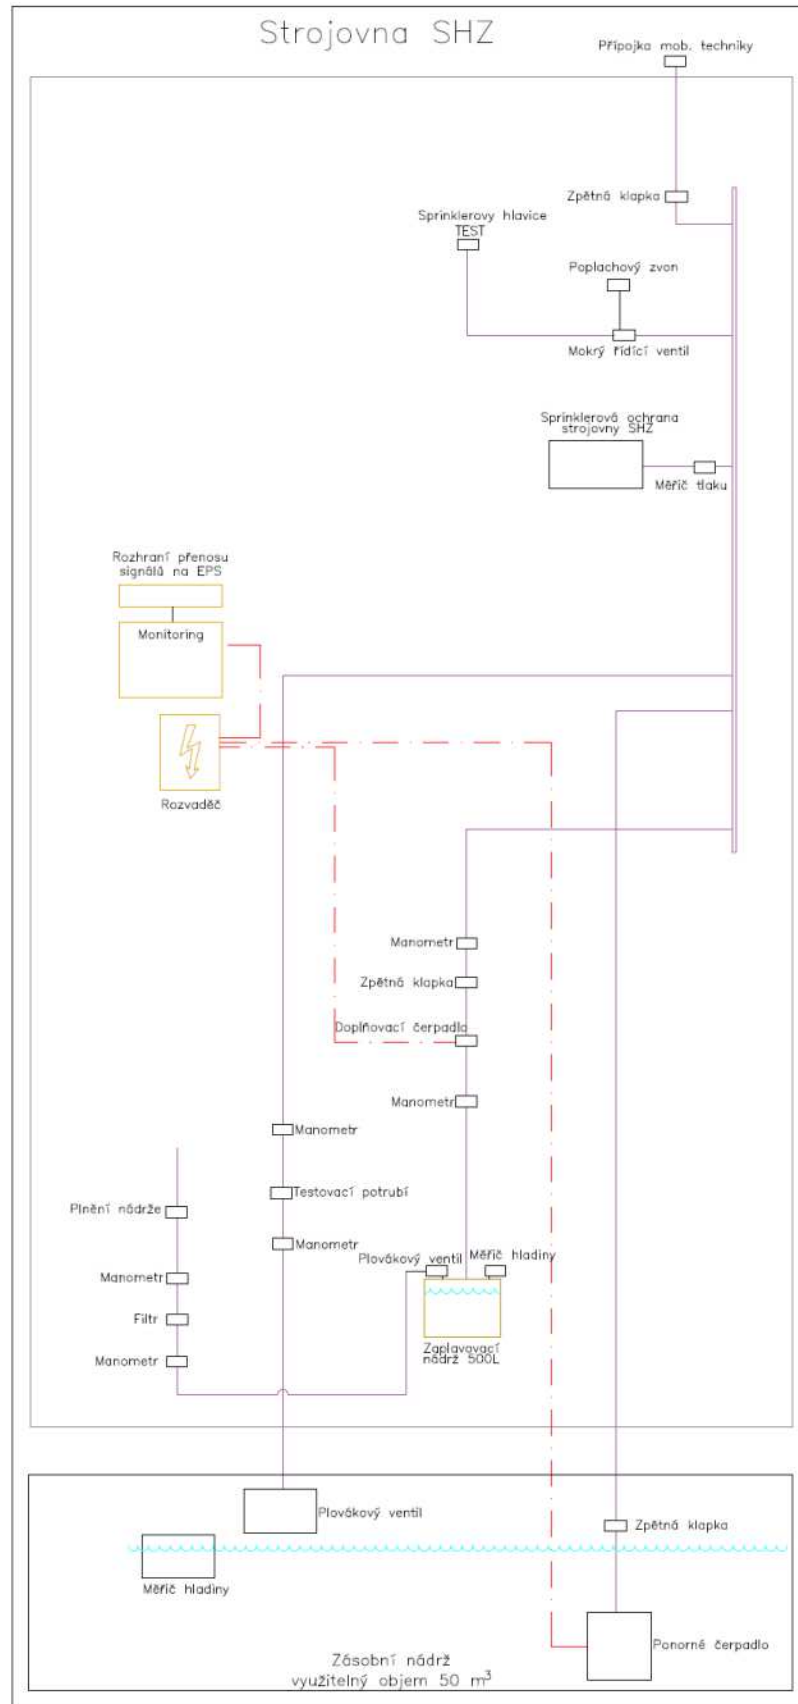 Strojovna SHZ
Přípojka mob. techniky
Zpětná klapka
Sprinklerovy hlavice
TEST
Poplachový zvon
Mokrý řídící ventil
Sprinklerová ochrana
strojovny SHZ
Měřič tlaku
Rozhraní přenosu
signálů na EPS
Monitoring
Rozvaděč
Manometr
Zpětná klapka
Doplňovací čerpadlo
Manometr
Manometr
Testovací potrubí
Plnění nádrže
Manometr
Plovákový ventil
Měřič hladiny
Manometr
Filtr
Manometr
Zaplavovací
nádrž 500L
Plovákový ventil
Zpětná klapka
Měřič hladiny
Ponorné čerpadlo
Zásobní nádrž
využitelný objem 50 m³